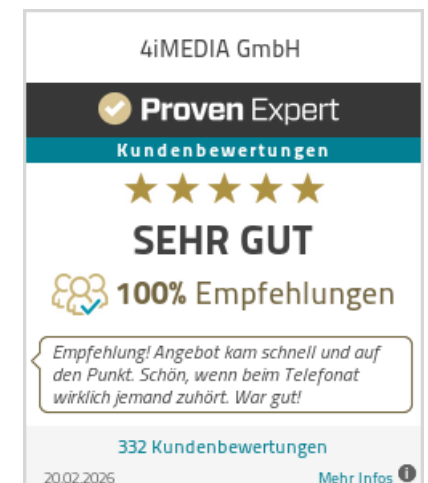 4iMEDIA GmbH
Proven Expert
Kundenbewertungen
SEHR GUT
100% Empfehlungen
Empfehlung! Angebot kam schnell und auf
den Punkt. Schön, wenn beim Telefonat
wirklich jemand zuhört. War gut!
332 Kundenbewertungen
20.02.2026 Mehr Infos i